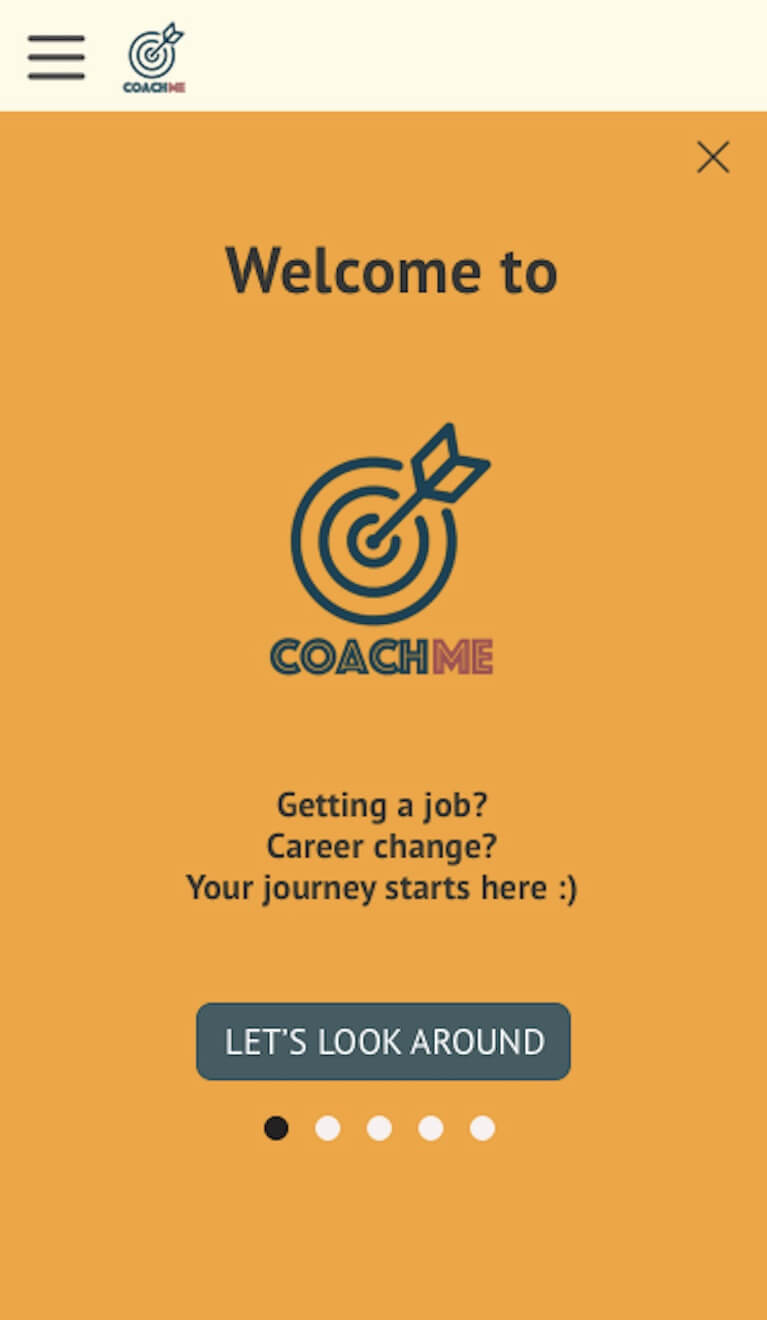 COACHME
Welcome to
COACHME
Getting a job?
Career change?
Your journey starts here :)
LET’S LOOK AROUND